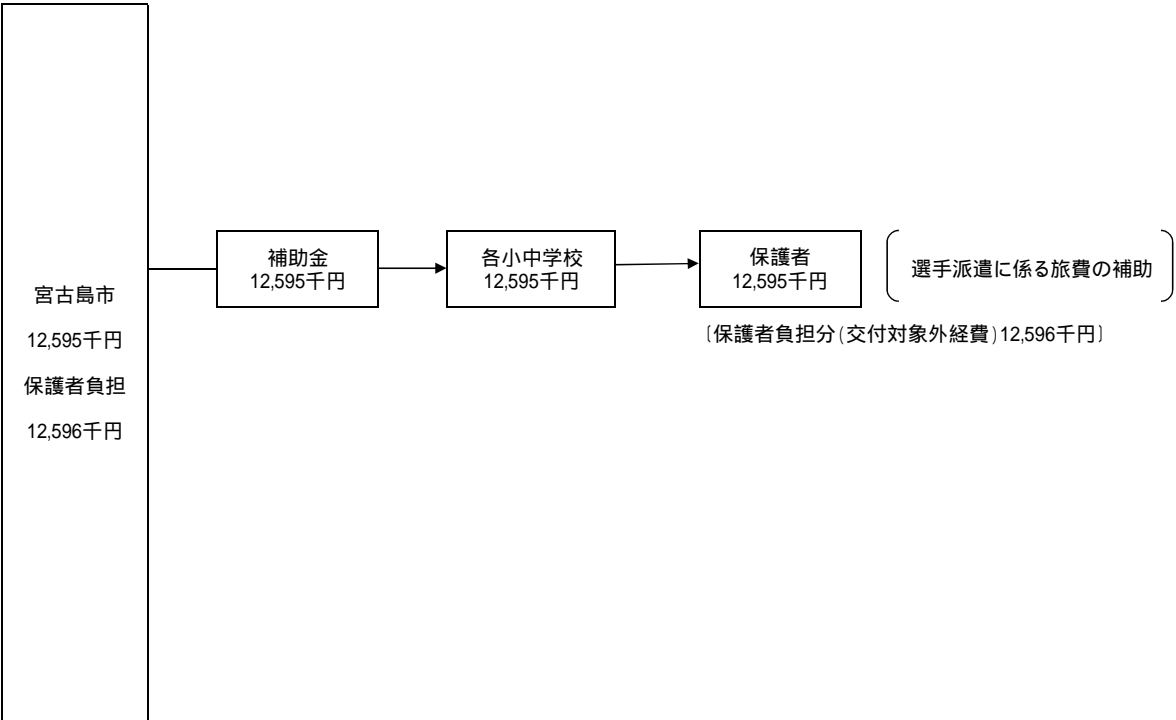 宮古島市
12,595千円
保護者負担
12,596千円
補助金
12,595千円
各小中学校
12,595千円
保護者
12,595千円
選手派遣に係る旅費の補助
〔保護者負担分(交付対象外経費)12,596千円〕